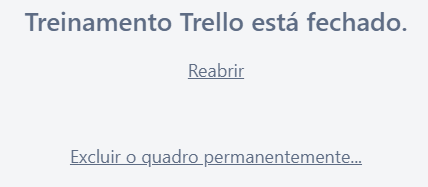 Treinamento Trello está fechado.
Reabrir
Excluir o quadro permanentemente...